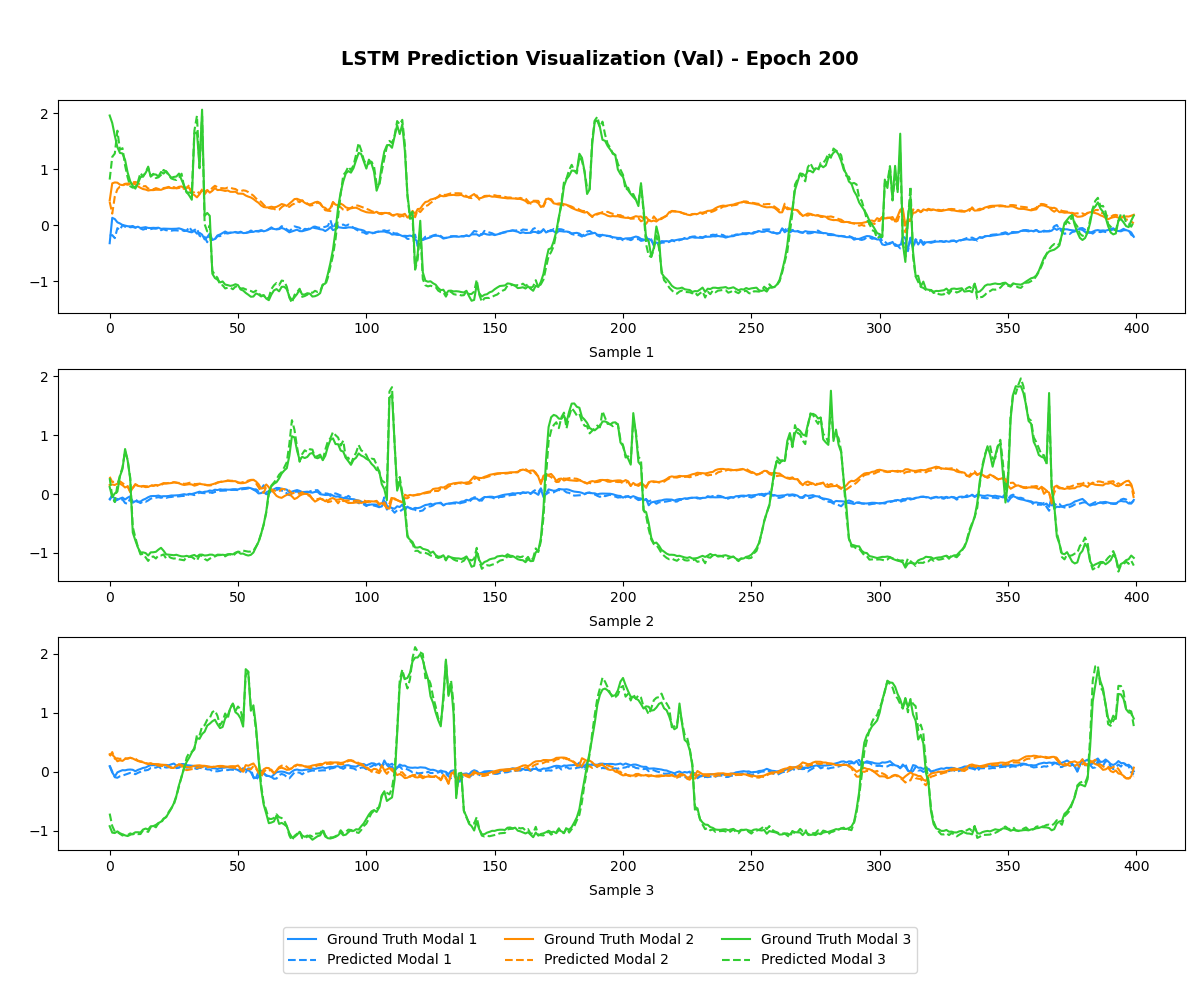 LSTM Prediction Visualization (Val) - Epoch 200
2
1
0
−1
0 50 100 150 200 250 300 350 400
Sample 1
2
1
0
−1
0 50 100 150 200 250 300 350 400
Sample 2
2
1
0
−1
0 50 100 150 200 250 300 350 400
Sample 3
Ground Truth Modal 1 Ground Truth Modal 2 Ground Truth Modal 3
Predicted Modal 1 Predicted Modal 2 Predicted Modal 3